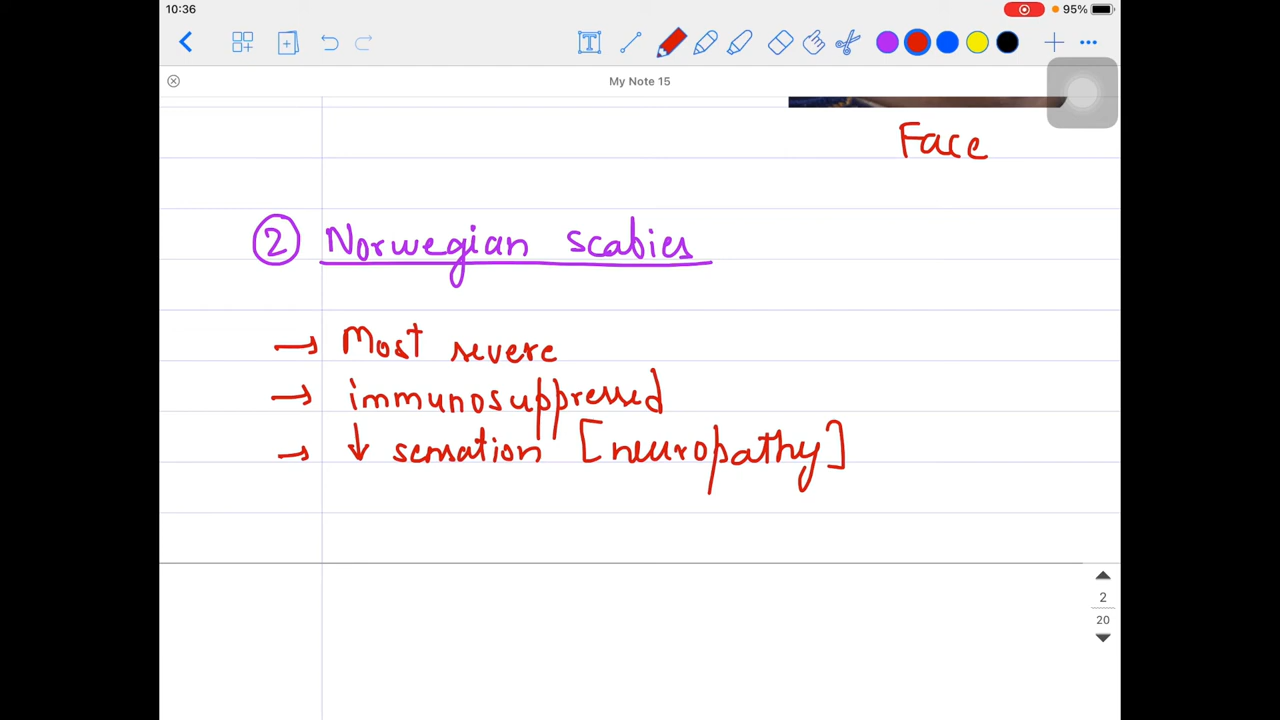 10:36
95%
T
My Note 15
Face
② Norwegian scabies
→ Most severe
→ immunosuppressed
→ ↓ sensation [neuropathy]
2
20